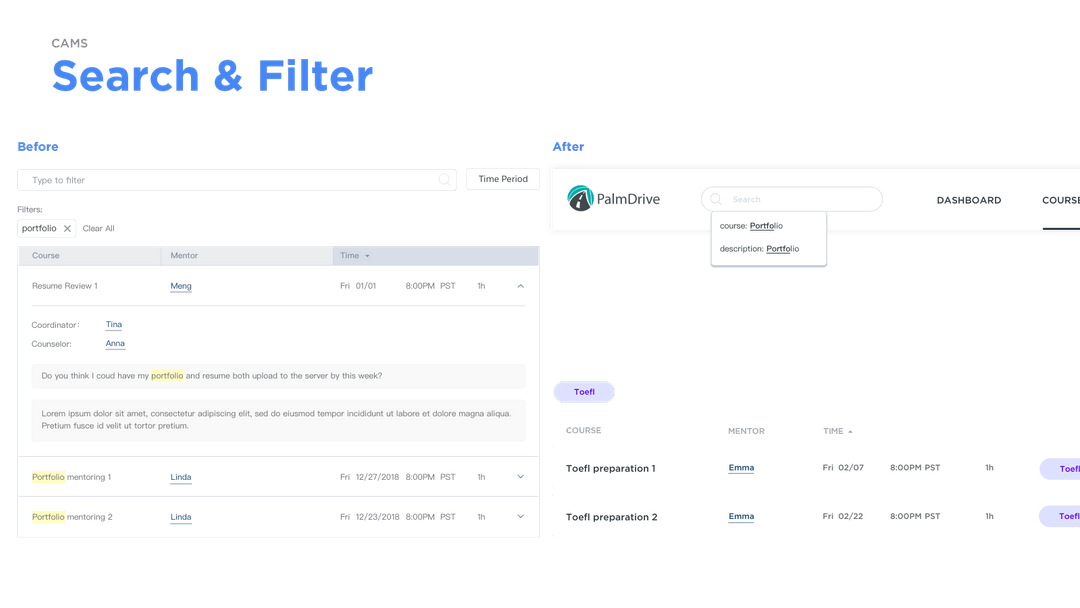 CAMS
Search & Filter
Before
Type to filter
Time Period
Filters:
portfolio
Clear All
Course Mentor Time
Resume Review 1 Meng Fri 01/01 8:00PM PST 1h
Coordinator: Tina
Counselor: Anna
Do you think i coud have my portfolio and resume both upload to the server by this week?
Lorem ipsum dolor sit amet, consectetur adipiscing elit, sed do eiusmod tempor incididunt ut labore et dolore magna aliqua.
Pretium fusce id velit ut tortor pretium.
Portfolio mentoring 1 Linda Fri 12/27/2018 8:00PM PST 1h
Portfolio mentoring 2 Linda Fri 12/23/2018 8:00PM PST 1h
After
PalmDrive
Search
DASHBOARD
COURSE
course: Portfolio
description: Portfolio
Toefl
COURSE MENTOR TIME
Toefl preparation 1 Emma Fri 02/07 8:00PM PST 1h Toefl
Toefl preparation 2 Emma Fri 02/22 8:00PM PST 1h Toefl